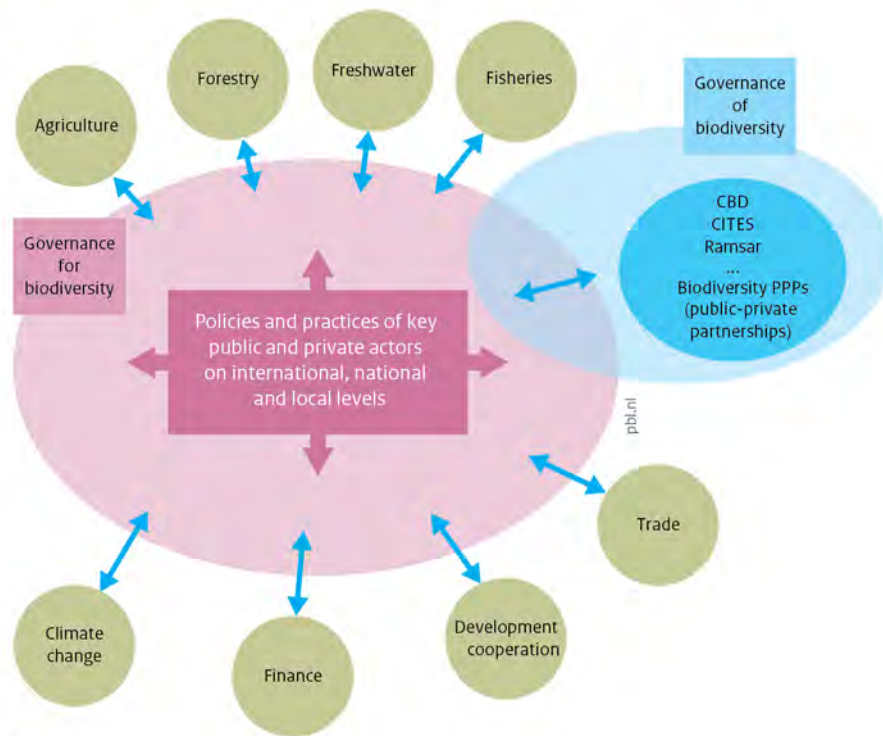 Agriculture
Forestry
Freshwater
Fisheries
Governance
of
biodiversity
CBD
CITES
Ramsar
...
Biodiversity PPPs
(public-private
partnerships)
Governance
for
biodiversity
Policies and practices of key
public and private actors
on international, national
and local levels
pbl.nl
Trade
Climate
change
Finance
Development
cooperation